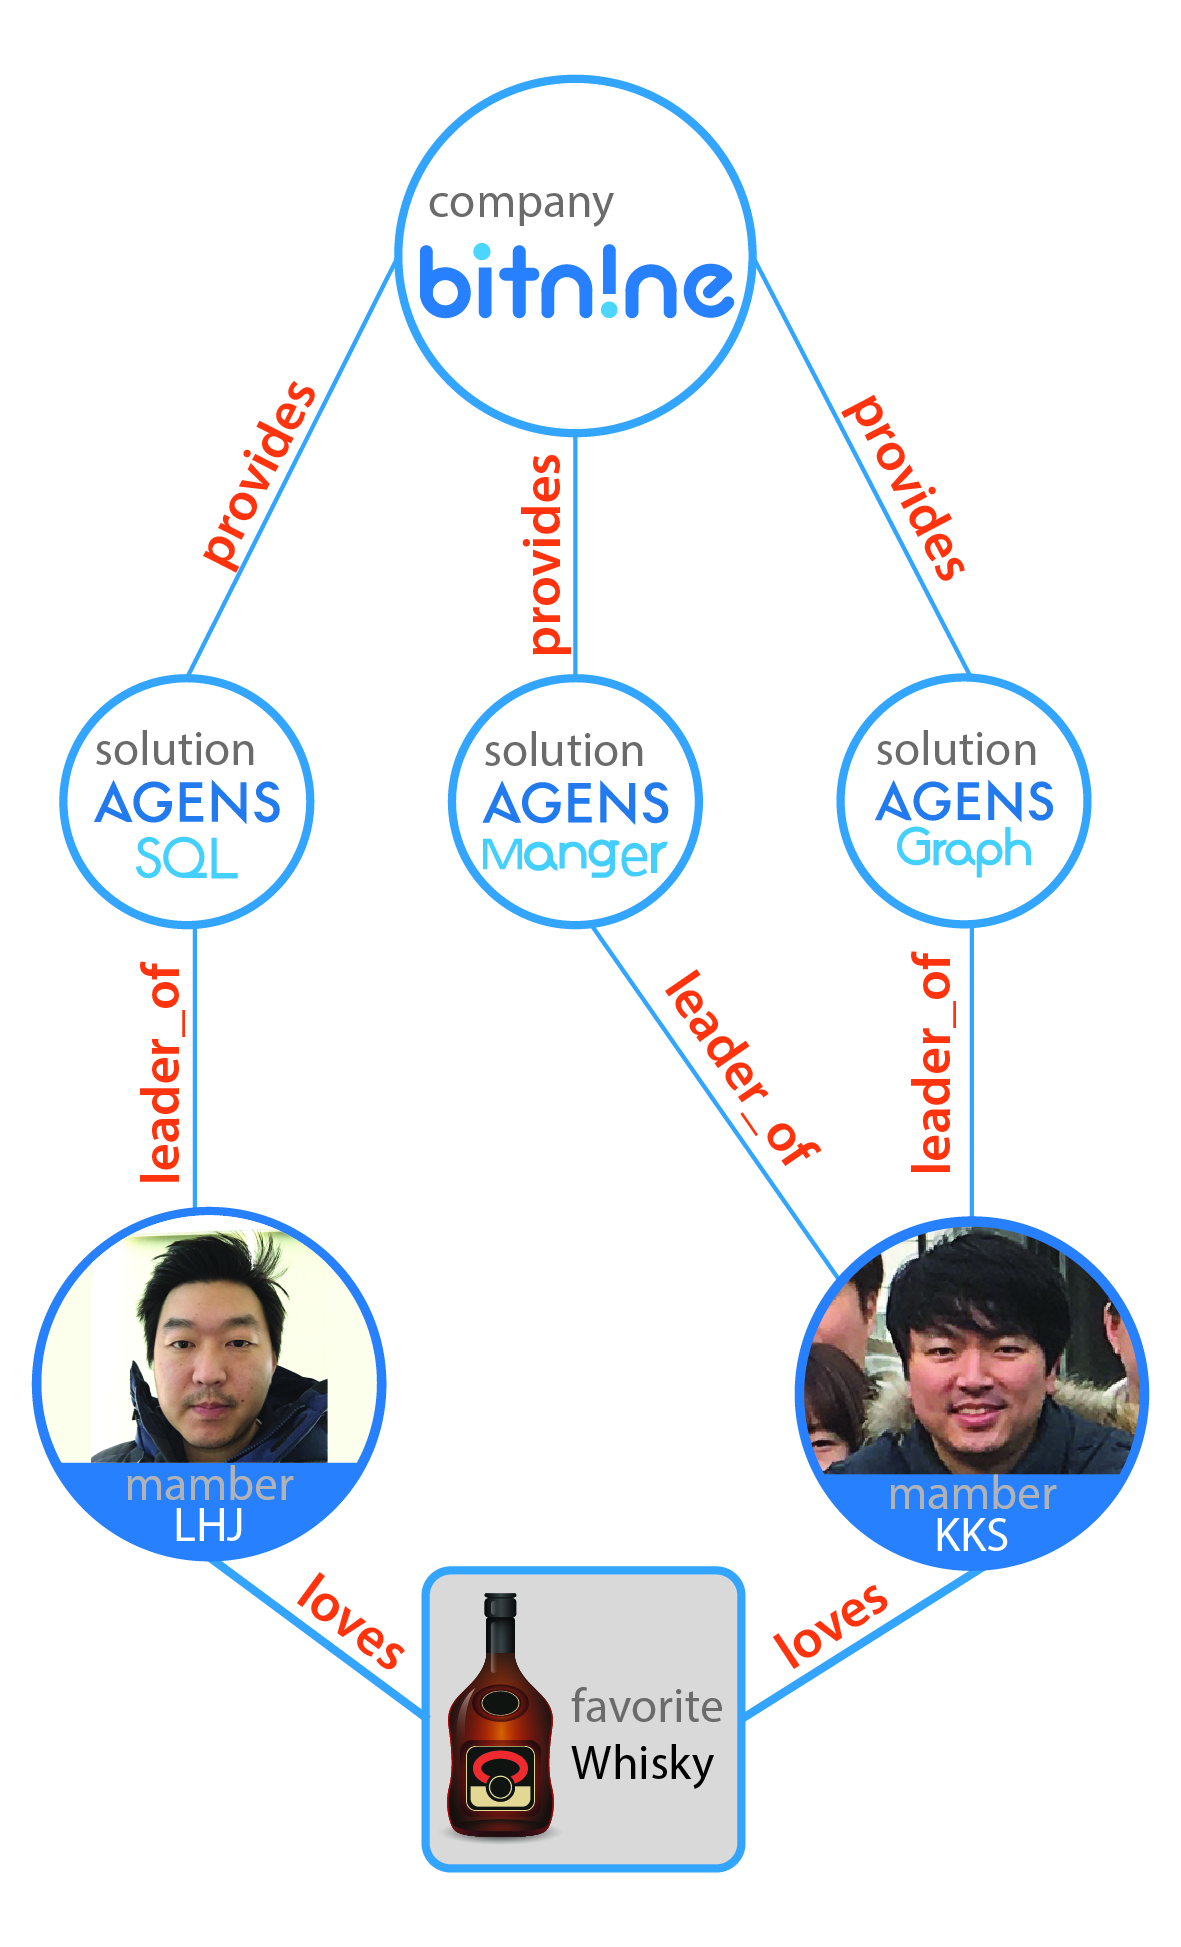 company
bitn!ne
provides
provides
provides
solution
AGENS
SQL
solution
AGENS
Manger
solution
AGENS
Graph
leader_of
leader_of
leader_of
mamber
LHJ
mamber
KKS
loves
loves
favorite
Whisky